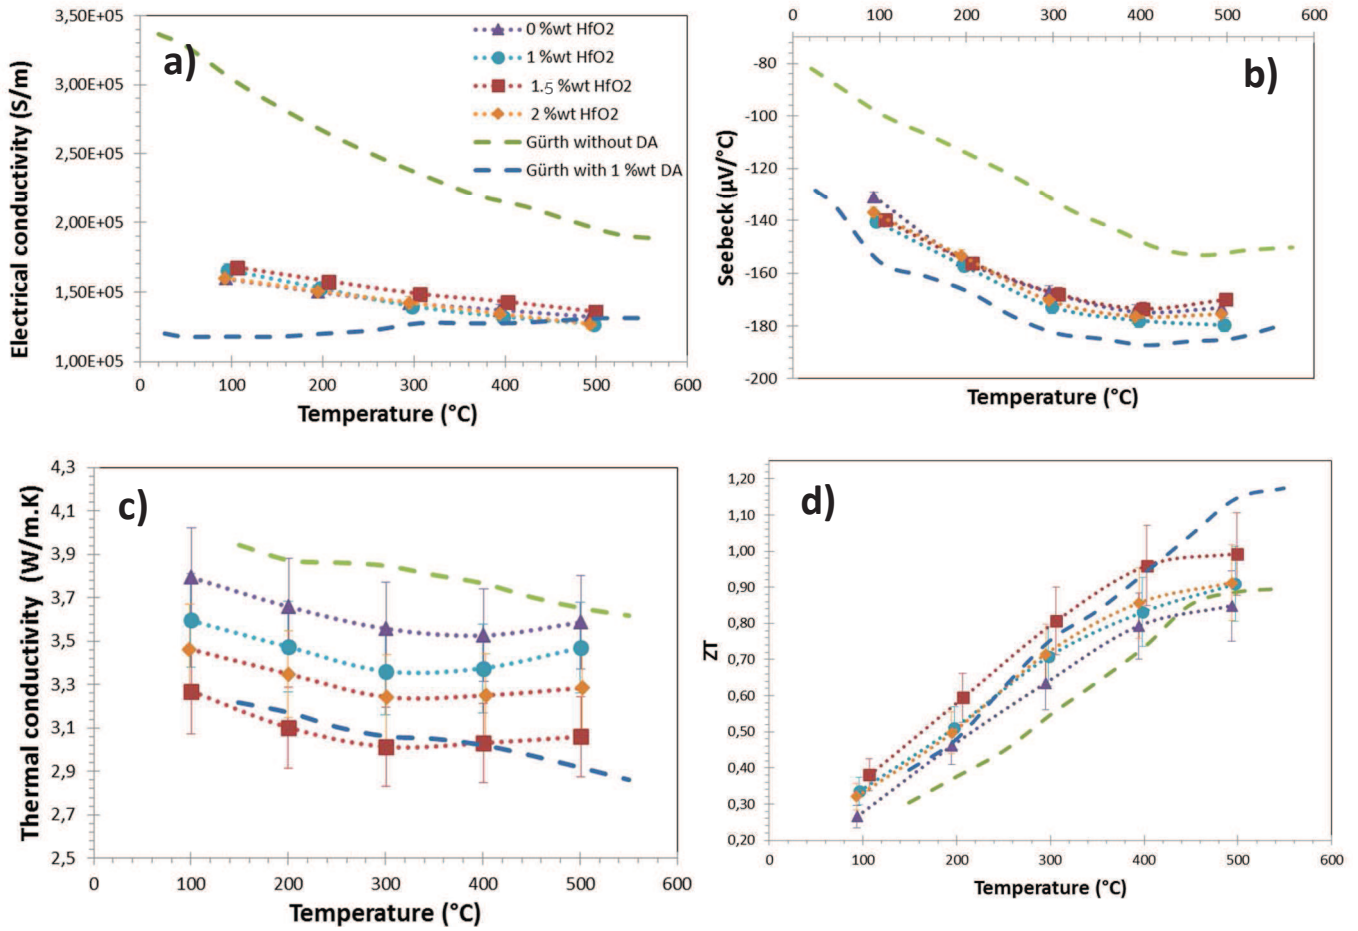 a)
3,50E+05
3,00E+05
2,50E+05
2,00E+05
1,50E+05
1,00E+05
Electrical conductivity (S/m)
0 %wt HfO2
1 %wt HfO2
1.5 %wt HfO2
2 %wt HfO2
Gürth without DA
Gürth with 1 %wt DA
0 100 200 300 400 500 600
Temperature (°C)
b)
0 100 200 300 400 500 600
-80
-100
-120
-140
-160
-180
-200
Seebeck (µV/°C)
Temperature (°C)
c)
4,3
4,1
3,9
3,7
3,5
3,3
3,1
2,9
2,7
2,5
Thermal conductivity (W/m.K)
0 100 200 300 400 500 600
Temperature (°C)
d)
1,20
1,10
1,00
0,90
0,80
0,70
0,60
0,50
0,40
0,30
0,20
ZT
0 100 200 300 400 500 600
Temperature (°C)